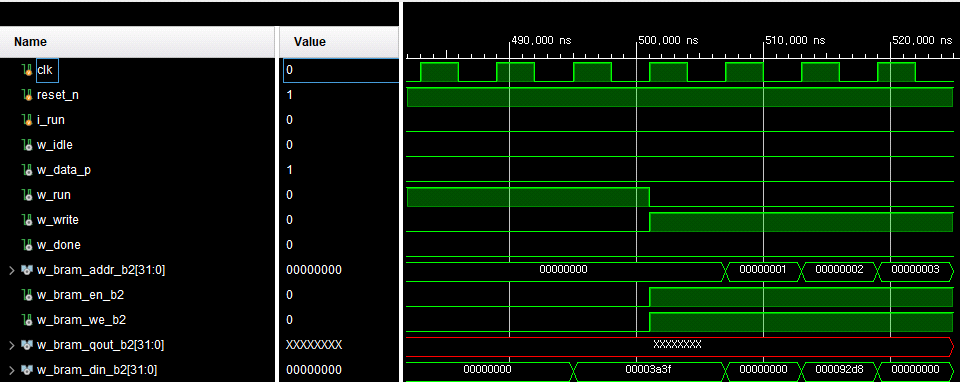 Name Value
490,000 ns 500,000 ns 510,000 ns 520,000 ns
clk 0
reset_n 1
i_run 0
w_idle 0
w_data_p 1
w_run 0
w_write 0
w_done 0
w_bram_addr_b2[31:0] 00000000 00000000 00000001 00000002 00000003
w_bram_en_b2 0
w_bram_we_b2 0
w_bram_qout_b2[31:0] XXXXXXXX XXXXXXXX
w_bram_din_b2[31:0] 00000000 00000000 00003a3f 00000000 000092d8 00000000